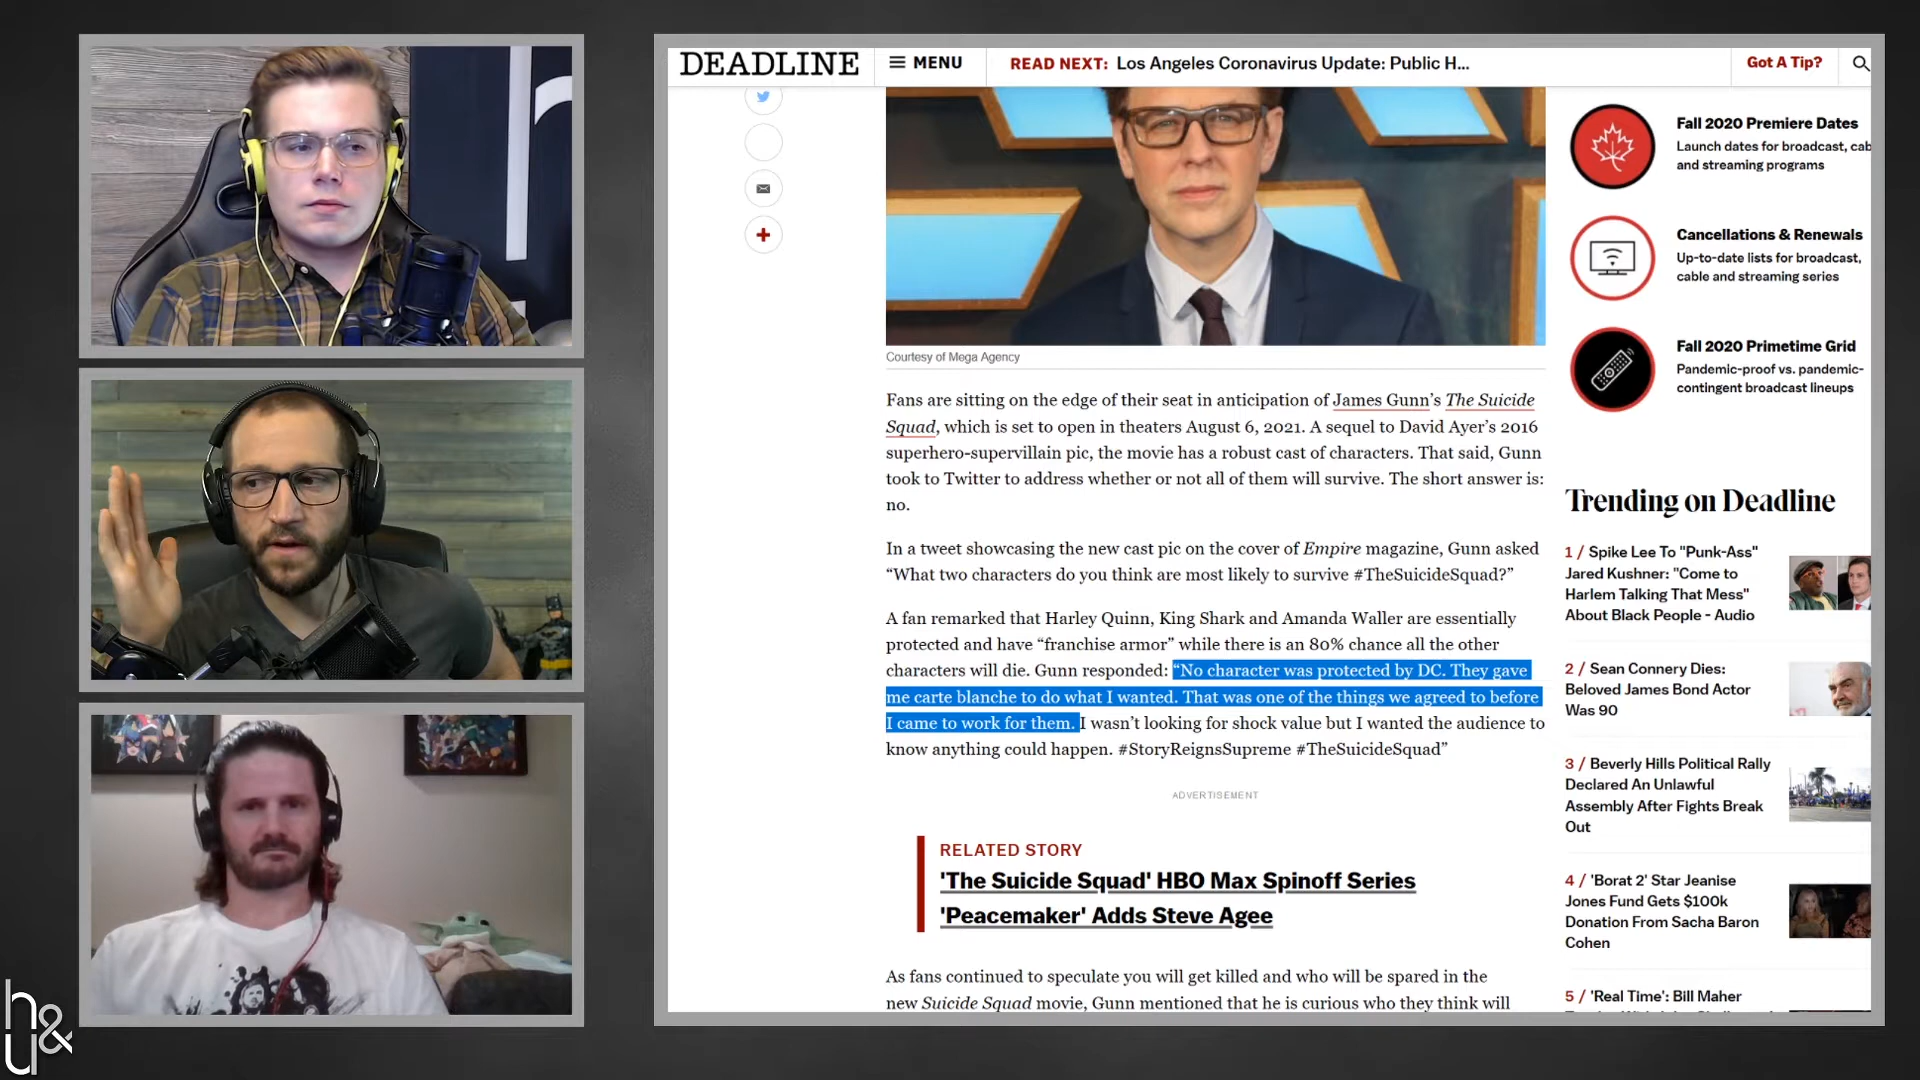 DEADLINE
MENU
READ NEXT: Los Angeles Coronavirus Update: Public H...
Got A Tip?
Courtesy of Mega Agency
Fans are sitting on the edge of their seat in anticipation of James Gunn’s The Suicide
Squad, which is set to open in theaters August 6, 2021. A sequel to David Ayer’s 2016
superhero-supervillain pic, the movie has a robust cast of characters. That said, Gunn
took to Twitter to address whether or not all of them will survive. The short answer is:
no.
In a tweet showcasing the new cast pic on the cover of Empire magazine, Gunn asked
“What two characters do you think are most likely to survive #TheSuicideSquad?”
A fan remarked that Harley Quinn, King Shark and Amanda Waller are essentially
protected and have “franchise armor” while there is an 80% chance all the other
characters will die. Gunn responded: “No character was protected by DC. They gave
me carte blanche to do what I wanted. That was one of the things we agreed to before
I came to work for them. I wasn’t looking for shock value but I wanted the audience to
know anything could happen. #StoryReignsSupreme #TheSuicideSquad”
ADVERTISEMENT
RELATED STORY
'The Suicide Squad' HBO Max Spinoff Series
'Peacemaker' Adds Steve Agee
As fans continued to speculate you will get killed and who will be spared in the
new Suicide Squad movie, Gunn mentioned that he is curious who they think will
Fall 2020 Premiere Dates
Launch dates for broadcast, cab
and streaming programs
Cancellations & Renewals
Up-to-date lists for broadcast,
cable and streaming series
Fall 2020 Primetime Grid
Pandemic-proof vs. pandemic-
contingent broadcast lineups
Trending on Deadline
1 / Spike Lee To "Punk-Ass"
Jared Kushner: "Come to
Harlem Talking That Mess"
About Black People - Audio
2 / Sean Connery Dies:
Beloved James Bond Actor
Was 90
3 / Beverly Hills Political Rally
Declared An Unlawful
Assembly After Fights Break
Out
4 / 'Borat 2' Star Jeanise
Jones Fund Gets $100k
Donation From Sacha Baron
Cohen
5 / 'Real Time': Bill Maher
h&u